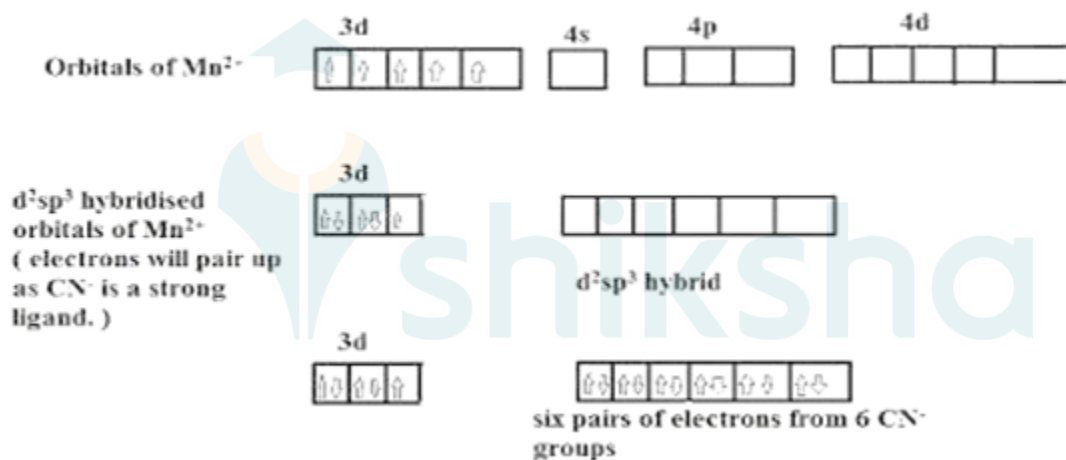 3d 4s 4p 4d
Orbitals of Mn²⁻
3d
d²sp³ hybridised
orbitals of Mn²⁺
( electrons will pair up
as CN⁻ is a strong
ligand. )
d²sp³ hybrid
shiksha
3d
six pairs of electrons from 6 CN⁻
groups